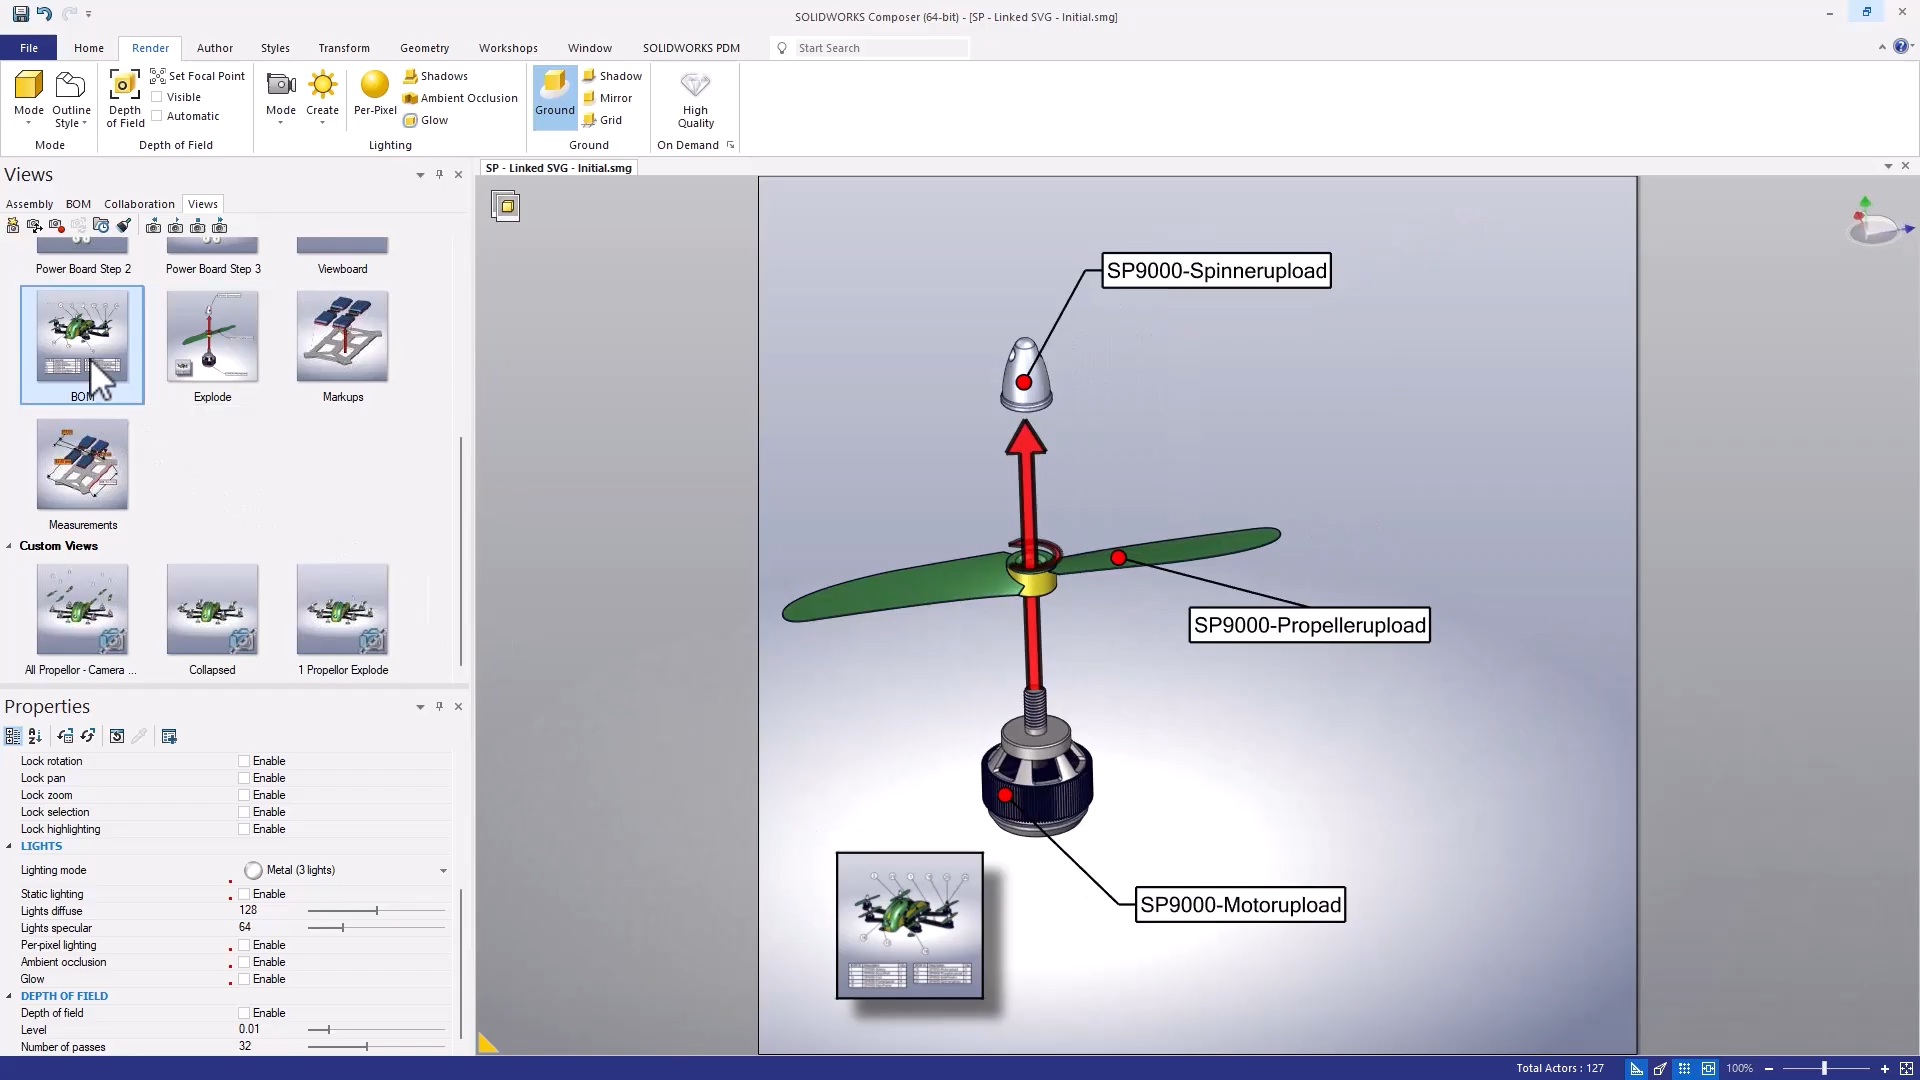 SOLIDWORKS Composer (64-bit) - [SP - Linked SVG - Initial.smg]
File Home Render Author Styles Transform Geometry Workshops Window SOLIDWORKS PDM Start Search
Mode
Outline Style
Mode
Depth of Field
Set Focal Point
Visible
Automatic
Depth of Field
Mode
Create
Per-Pixel
Shadows
Ambient Occlusion
Glow
Lighting
Ground
Shadow
Mirror
Grid
Ground
High Quality
On Demand
Views
SP - Linked SVG - Initial.smg
Assembly BOM Collaboration Views
Power Board Step 2 Power Board Step 3 Viewboard
BOM Explode Markups
Measurements
Custom Views
All Propellor - Camera ... Collapsed 1 Propellor Explode
Properties
Lock rotation Enable
Lock pan Enable
Lock zoom Enable
Lock selection Enable
Lock highlighting Enable
LIGHTS
Lighting mode Metal (3 lights)
Static lighting Enable
Lights diffuse 128
Lights specular 64
Per-pixel lighting Enable
Ambient occlusion Enable
Glow Enable
DEPTH OF FIELD
Depth of field Enable
Level 0.01
Number of passes 32
SP9000-Spinnerupload
SP9000-Propellerupload
SP9000-Motorupload
Total Actors : 127 100%